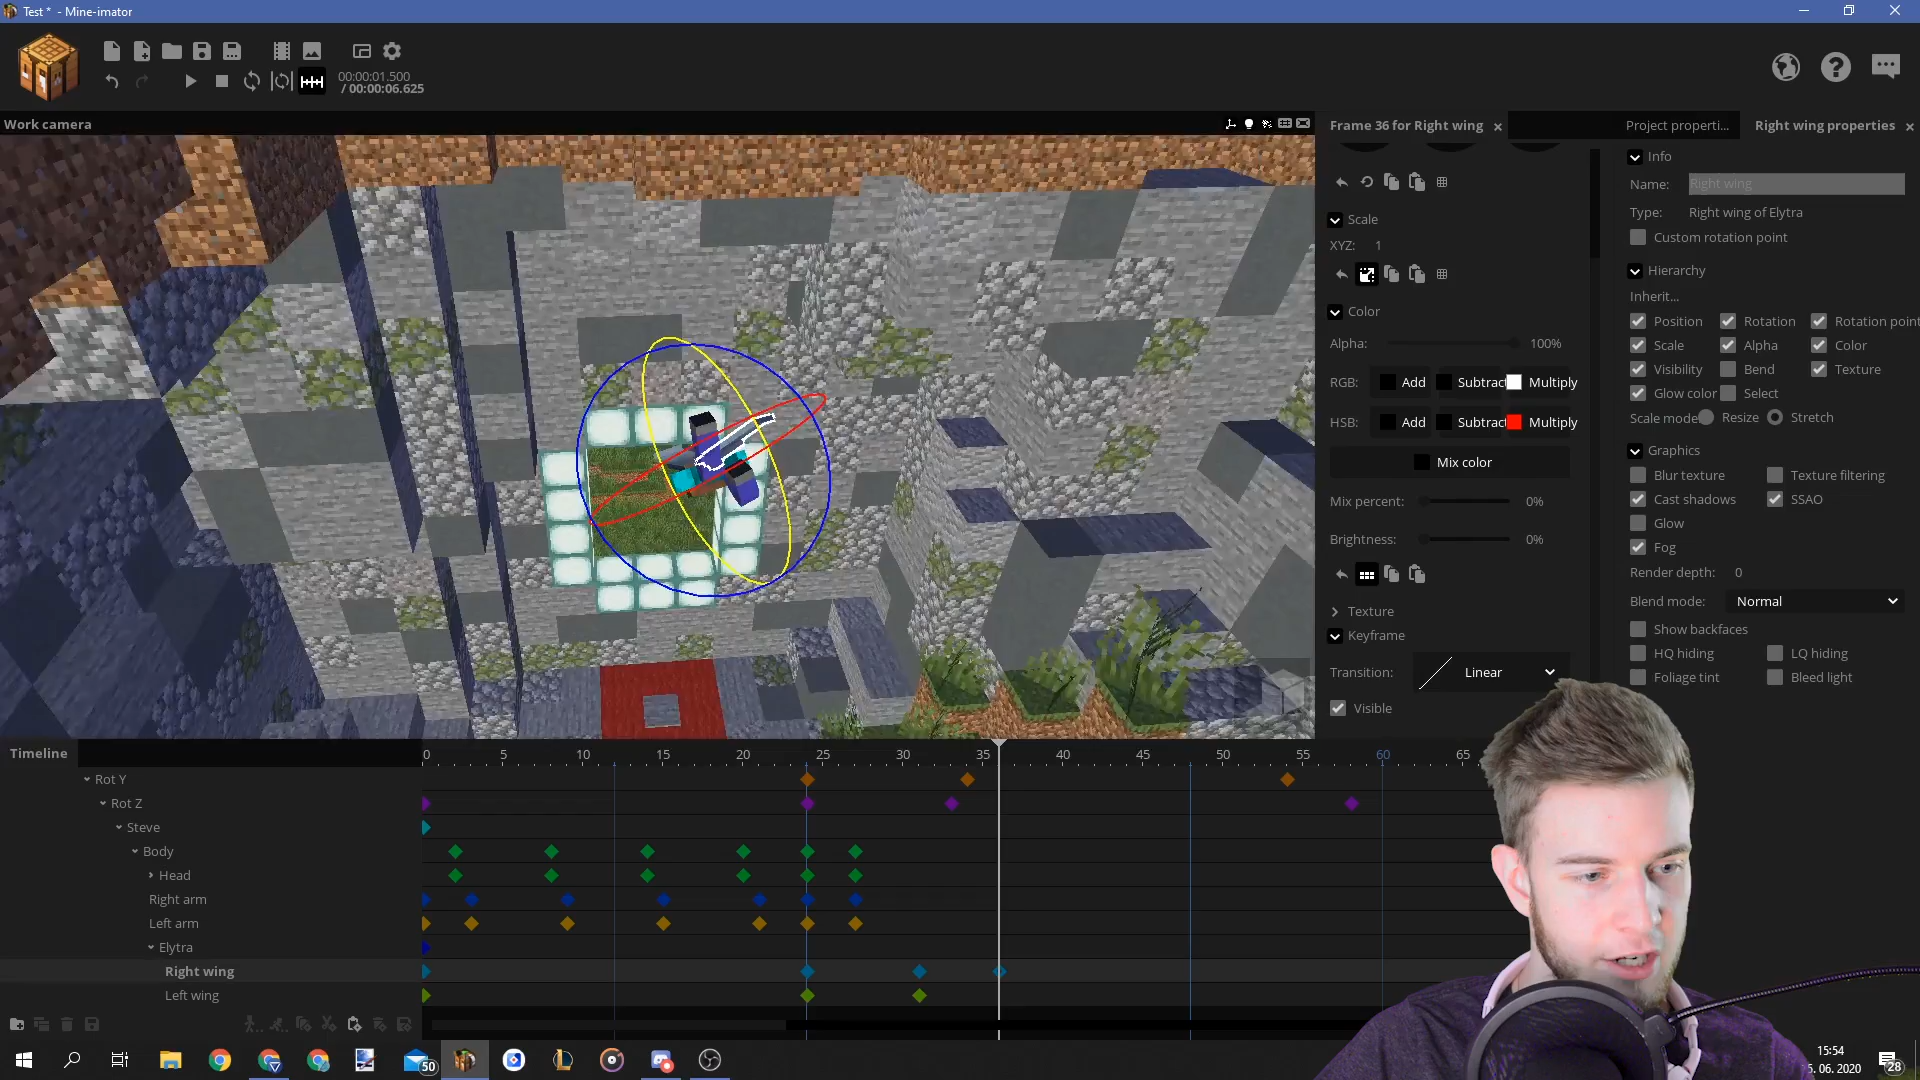 Test * - Mine-imator
00:00:01.500
/ 00:00:06.625
Work camera
Frame 36 for Right wing
Project properti...
Right wing properties
Scale
XYZ: 1
Color
Alpha: 100%
RGB: Add Subtract Multiply
HSB: Add Subtract Multiply
Mix color
Mix percent: 0%
Brightness: 0%
Texture
Keyframe
Transition: Linear
Visible
Info
Name: Right wing
Type: Right wing of Elytra
Custom rotation point
Hierarchy
Inherit...
Position Rotation Rotation point
Scale Alpha Color
Visibility Bend Texture
Glow color Select
Scale mode Resize Stretch
Graphics
Blur texture Texture filtering
Cast shadows SSAO
Glow
Fog
Render depth: 0
Blend mode: Normal
Show backfaces
HQ hiding LQ hiding
Foliage tint Bleed light
Timeline
0 5 10 15 20 25 30 35 40 45 50 55 60 65
Rot Y
Rot Z
Steve
Body
Head
Right arm
Left arm
Elytra
Right wing
Left wing
50
15:54
5. 06. 2020
28